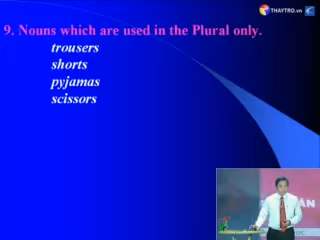 THAYTRO.vn
9. Nouns which are used in the Plural only.
trousers
shorts
pyjamas
scissors